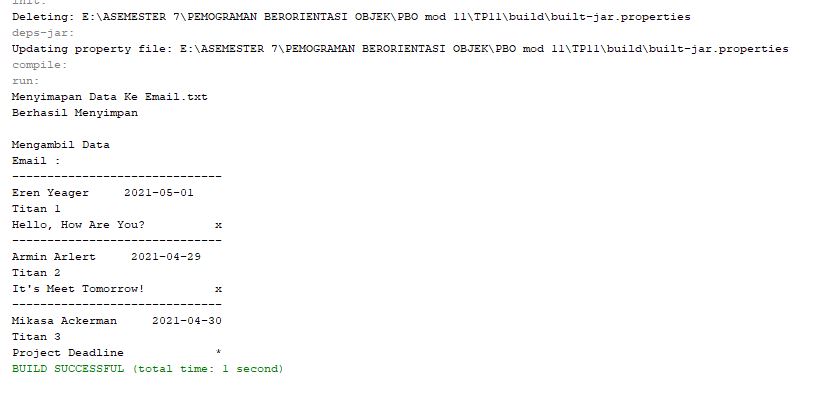 init:
Deleting: E:\ASEMESTER 7\PEMOGRAMAN BERORIENTASI OBJEK\PBO mod 11\TP11\build\built-jar.properties
deps-jar:
Updating property file: E:\ASEMESTER 7\PEMOGRAMAN BERORIENTASI OBJEK\PBO mod 11\TP11\build\built-jar.properties
compile:
run:
Menyimapan Data Ke Email.txt
Berhasil Menyimpan
Mengambil Data
Email :
------------------------------
Eren Yeager     2021-05-01
Titan 1
Hello, How Are You?          x
------------------------------
Armin Arlert     2021-04-29
Titan 2
It's Meet Tomorrow!          x
------------------------------
Mikasa Ackerman     2021-04-30
Titan 3
Project Deadline             *
BUILD SUCCESSFUL (total time: 1 second)